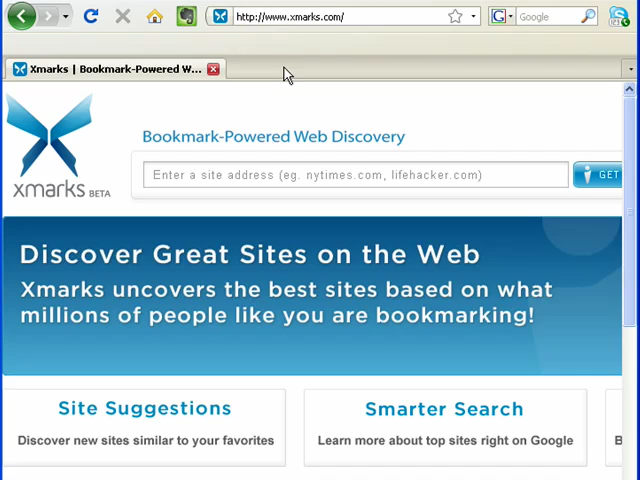 http://www.xmarks.com/
Google
Xmarks | Bookmark-Powered W...
xmarks BETA
Bookmark-Powered Web Discovery
Enter a site address (eg. nytimes.com, lifehacker.com)
GET
Discover Great Sites on the Web
Xmarks uncovers the best sites based on what
millions of people like you are bookmarking!
Site Suggestions
Discover new sites similar to your favorites
Smarter Search
Learn more about top sites right on Google
B